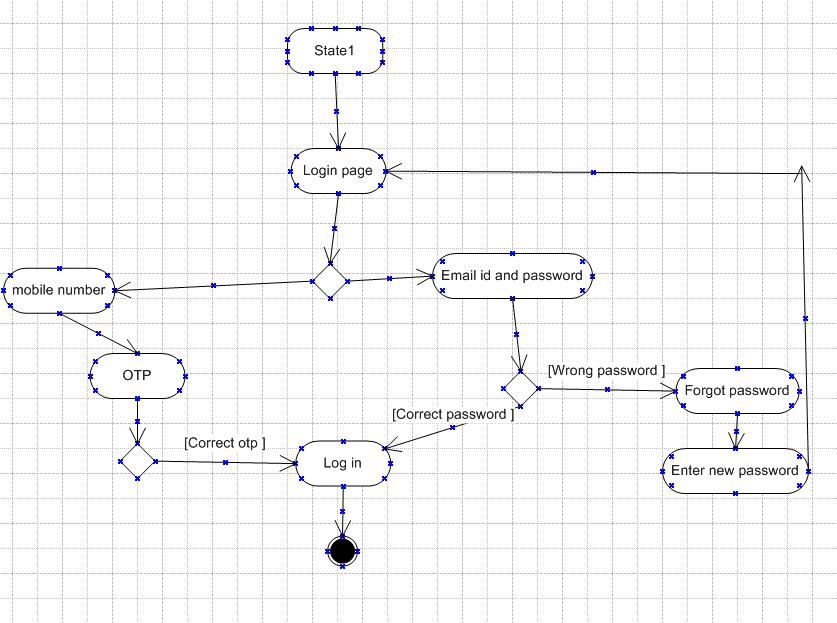 State1
Login page
Email id and password
mobile number
OTP
[Wrong password ]
Forgot password
[Correct password ]
[Correct otp ]
Log in
Enter new password